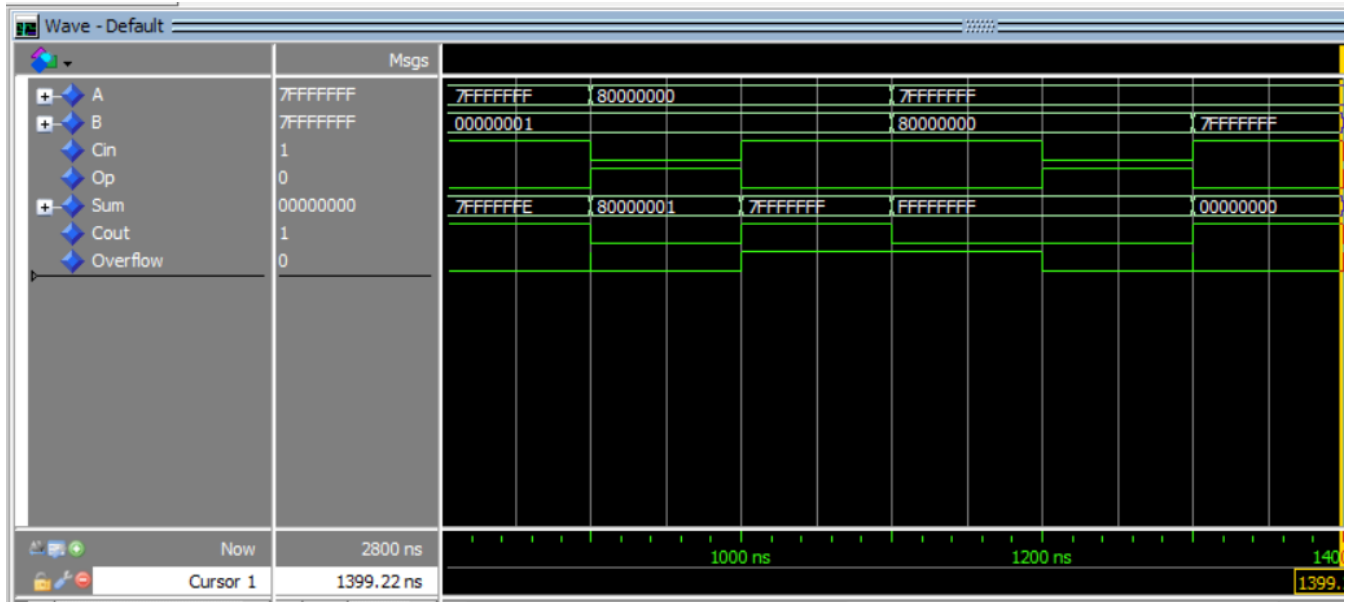 Wave - Default
Msgs
A 7FFFFFFF 7FFFFFFF 80000000 7FFFFFFF
B 7FFFFFFF 00000001 80000000 7FFFFFFF
Cin 1
Op 0
Sum 00000000 7FFFFFFE 80000001 7FFFFFFF FFFFFFFF 00000000
Cout 1
Overflow 0
Now 2800 ns 1000 ns 1200 ns 140
Cursor 1 1399.22 ns 1399.